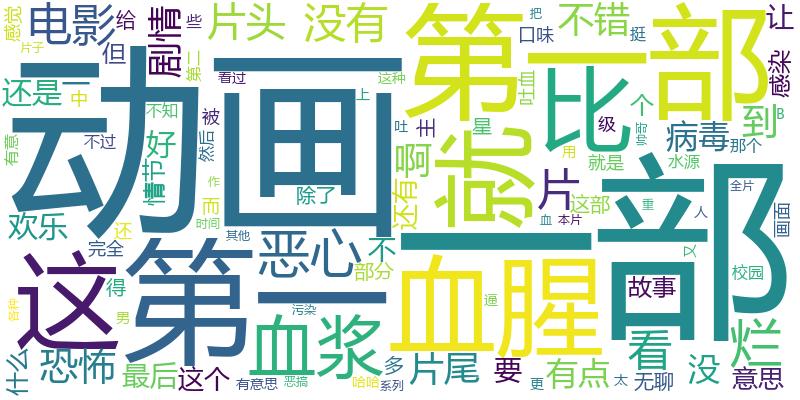 动画
第一部
第一部
就
比
这
血腥
血浆
恶心
恐怖
电影
片头
没有
剧情
不错
让
感染
病毒
到
个
还是
但
给
些
感觉
片子
中
第二
看过
这种
上
把
口味
挺
吐血
吐
主
星
级
那个
B
不知
被
然后
不过
有意
情节
好
啊
片
还有
这部
就是
用
水源
除了
而
作
时间
还
欢乐
完全
得
男
其他
不
部分
污染
故事
全片
重
人
又
画面
校园
血
本片
逼
看
烂
没
意思
无聊
太
更
有点
要
片尾
多
系列
哈哈
恶搞
有意思
这个
最后
什么
各种